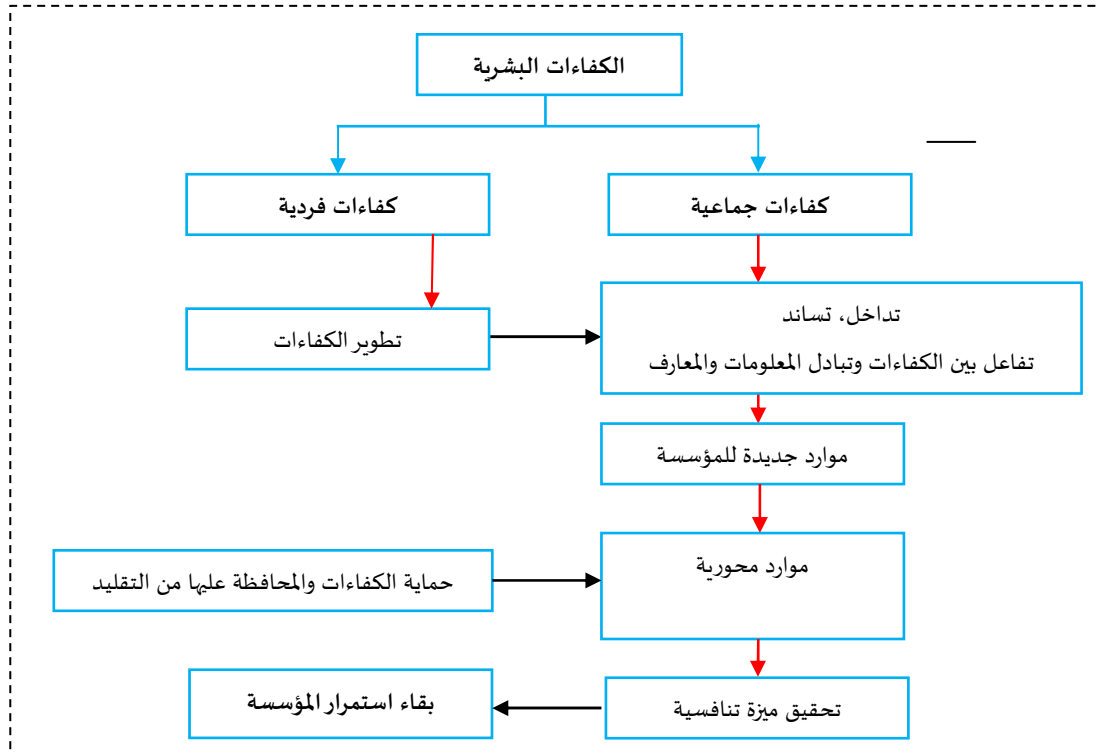 الكفاءات البشرية
كفاءات جماعية
كفاءات فردية
تداخل، تساند
تفاعل بين الكفاءات وتبادل المعلومات والمعارف
تطوير الكفاءات
موارد جديدة للمؤسسة
موارد محورية
حماية الكفاءات والمحافظة عليها من التقليد
تحقيق ميزة تنافسية
بقاء استمرار المؤسسة